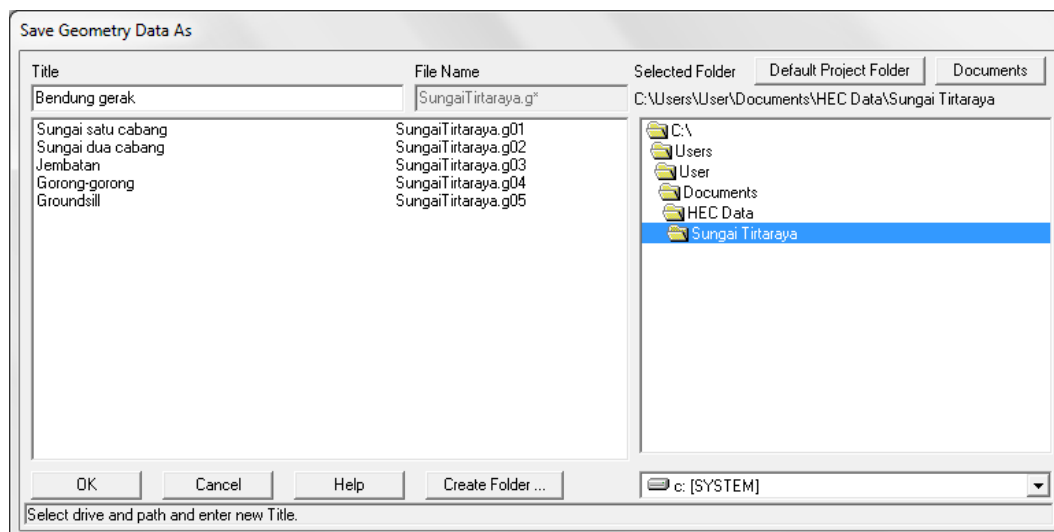 Save Geometry Data As
Title File Name Selected Folder Default Project Folder Documents
Bendung gerak SungaiTirtaraya.g* C:\Users\User\Documents\HEC Data\Sungai Tirtaraya
Sungai satu cabang SungaiTirtaraya.g01
Sungai dua cabang SungaiTirtaraya.g02
Jembatan SungaiTirtaraya.g03
Gorong-gorong SungaiTirtaraya.g04
Groundsill SungaiTirtaraya.g05
C:\
Users
User
Documents
HEC Data
Sungai Tirtaraya
OK Cancel Help Create Folder ... c: [SYSTEM]
Select drive and path and enter new Title.